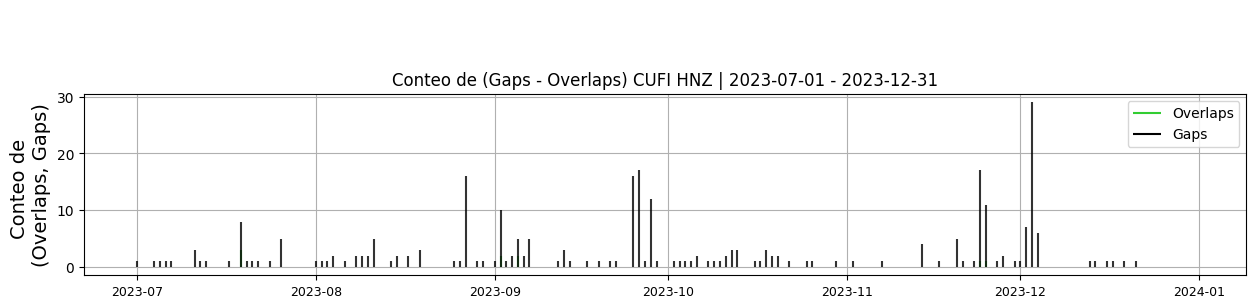 Conteo de (Gaps - Overlaps) CUFI HNZ | 2023-07-01 - 2023-12-31
Conteo de
(Overlaps, Gaps)
30
20
10
0
Overlaps
Gaps
2023-07
2023-08
2023-09
2023-10
2023-11
2023-12
2024-01